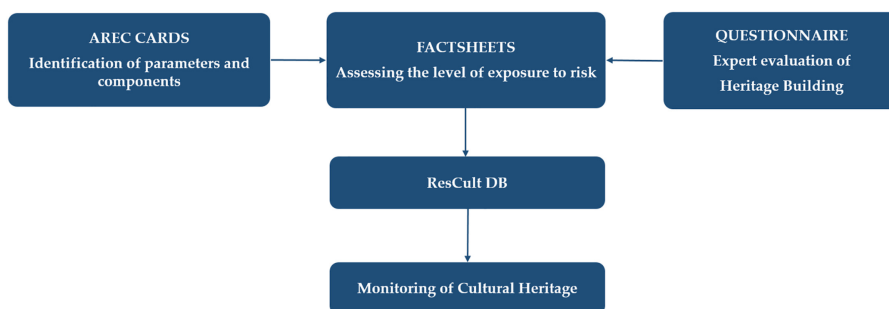 AREC CARDS
Identification of parameters and
components
FACTSHEETS
Assessing the level of exposure to risk
QUESTIONNAIRE
Expert evaluation of
Heritage Building
ResCult DB
Monitoring of Cultural Heritage